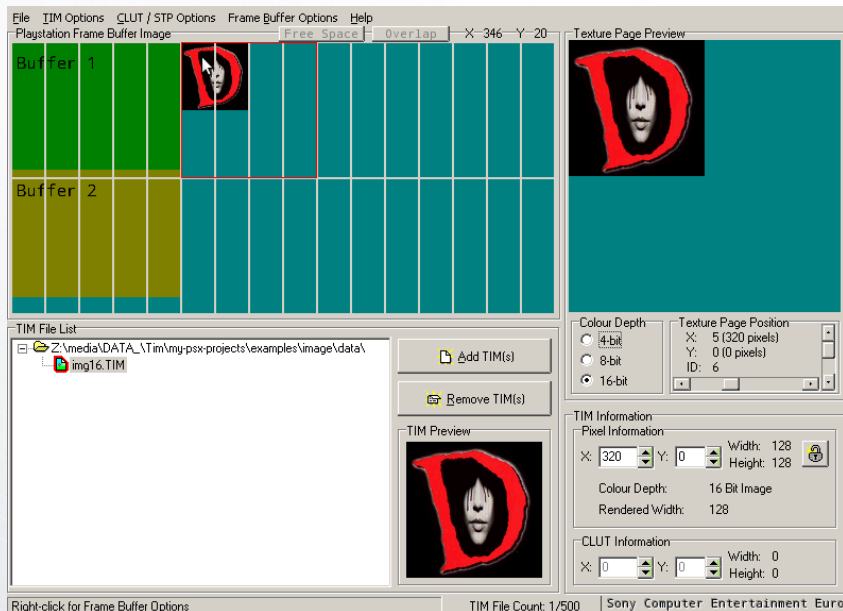 File TIM Options CLUT / STP Options Frame Buffer Options Help
Playstation Frame Buffer Image Free Space Overlap X 346 Y 20
Buffer 1
Buffer 2
Texture Page Preview
D
Colour Depth
4-bit
8-bit
16-bit
Texture Page Position
X: 5 (320 pixels)
Y: 0 (0 pixels)
ID: 6
TIM File List
Z:\media\DATA_\Tim\my-psx-projects\examples\image\data\
img16.TIM
Add TIM(s)
Remove TIM(s)
TIM Preview
D
TIM Information
Pixel Information
X: 320 Y: 0 Width: 128
Height: 128
Colour Depth: 16 Bit Image
Rendered Width: 128
CLUT Information
X: 0 Y: 0 Width: 0
Height: 0
Right-click for Frame Buffer Options TIM File Count: 1/500 Sony Computer Entertainment Euro